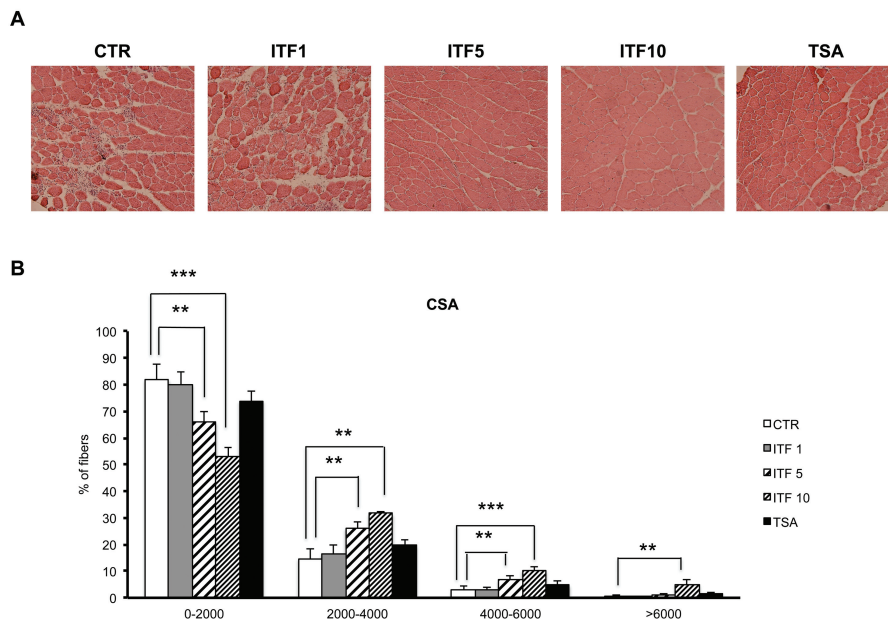 A
CTR ITF1 ITF5 ITF10 TSA
B
CSA
***
**
100
90
80
70
60
50
40
30
20
10
0
% of fibers
**
**
***
**
**
CTR
ITF 1
ITF 5
ITF 10
TSA
0-2000 2000-4000 4000-6000 >6000